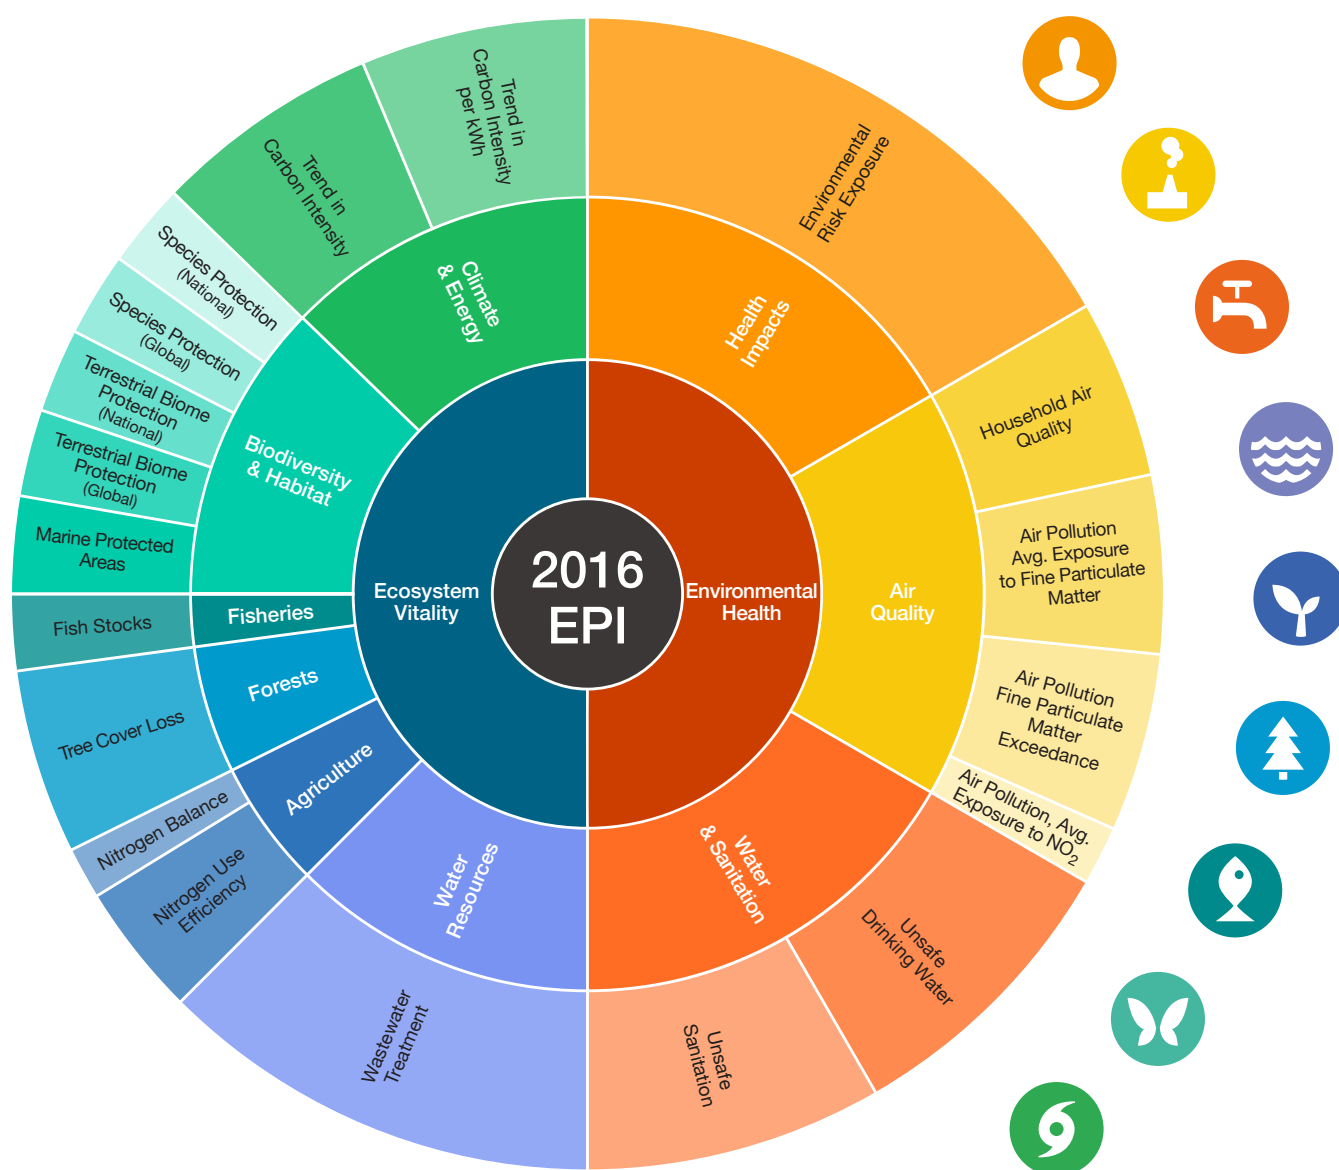 2016
EPI
Environmental
Health
Ecosystem
Vitality
Health
Impacts
Air
Quality
Water
& Sanitation
Water
Resources
Agriculture
Forests
Fisheries
Biodiversity
& Habitat
Climate
& Energy
Environmental
Risk Exposure
Household Air
Quality
Air Pollution
Avg. Exposure
to Fine Particulate
Matter
Air Pollution
Fine Particulate
Matter
Exceedance
Air Pollution, Avg.
Exposure to NO2
Unsafe
Drinking Water
Unsafe
Sanitation
Wastewater
Treatment
Nitrogen Use
Efficiency
Nitrogen Balance
Tree Cover Loss
Fish Stocks
Marine Protected
Areas
Terrestrial Biome
Protection
(Global)
Terrestrial Biome
Protection
(National)
Species Protection
(Global)
Species Protection
(National)
Trend in
Carbon Intensity
Trend in
Carbon Intensity
per kWh